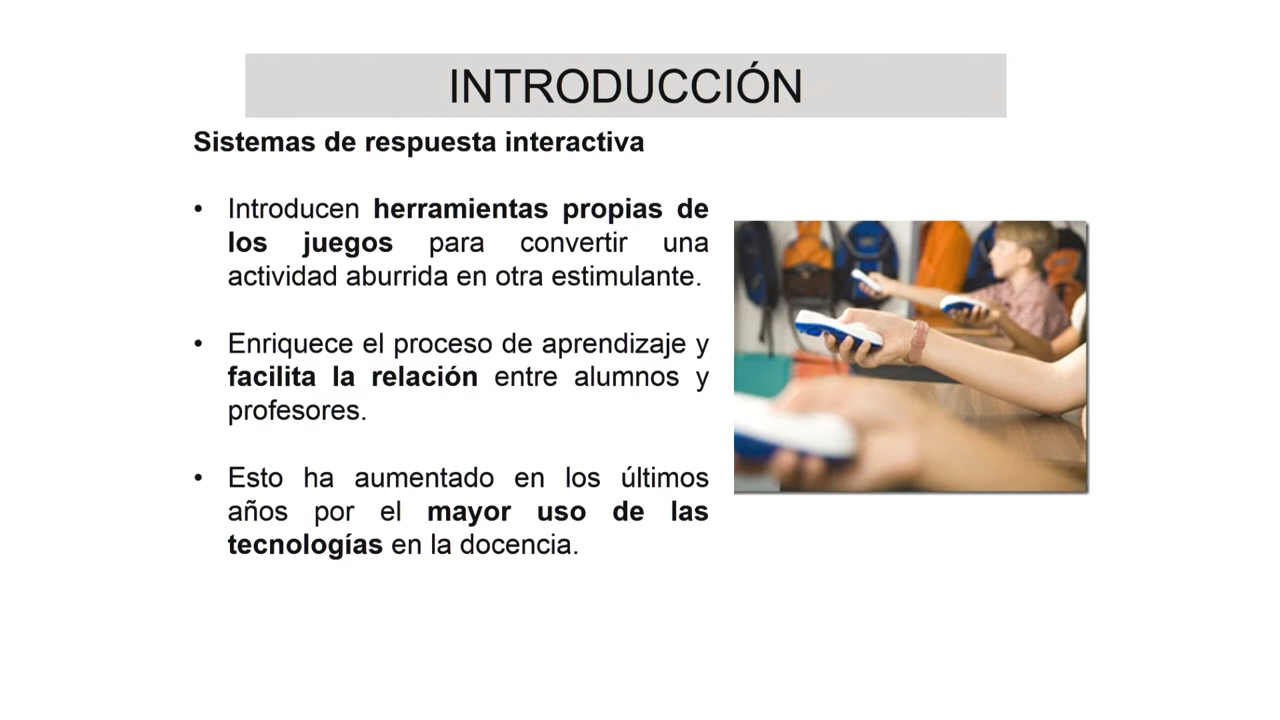 INTRODUCCIÓN
Sistemas de respuesta interactiva
• Introducen herramientas propias de
los juegos para convertir una
actividad aburrida en otra estimulante.
• Enriquece el proceso de aprendizaje y
facilita la relación entre alumnos y
profesores.
• Esto ha aumentado en los últimos
años por el mayor uso de las
tecnologías en la docencia.